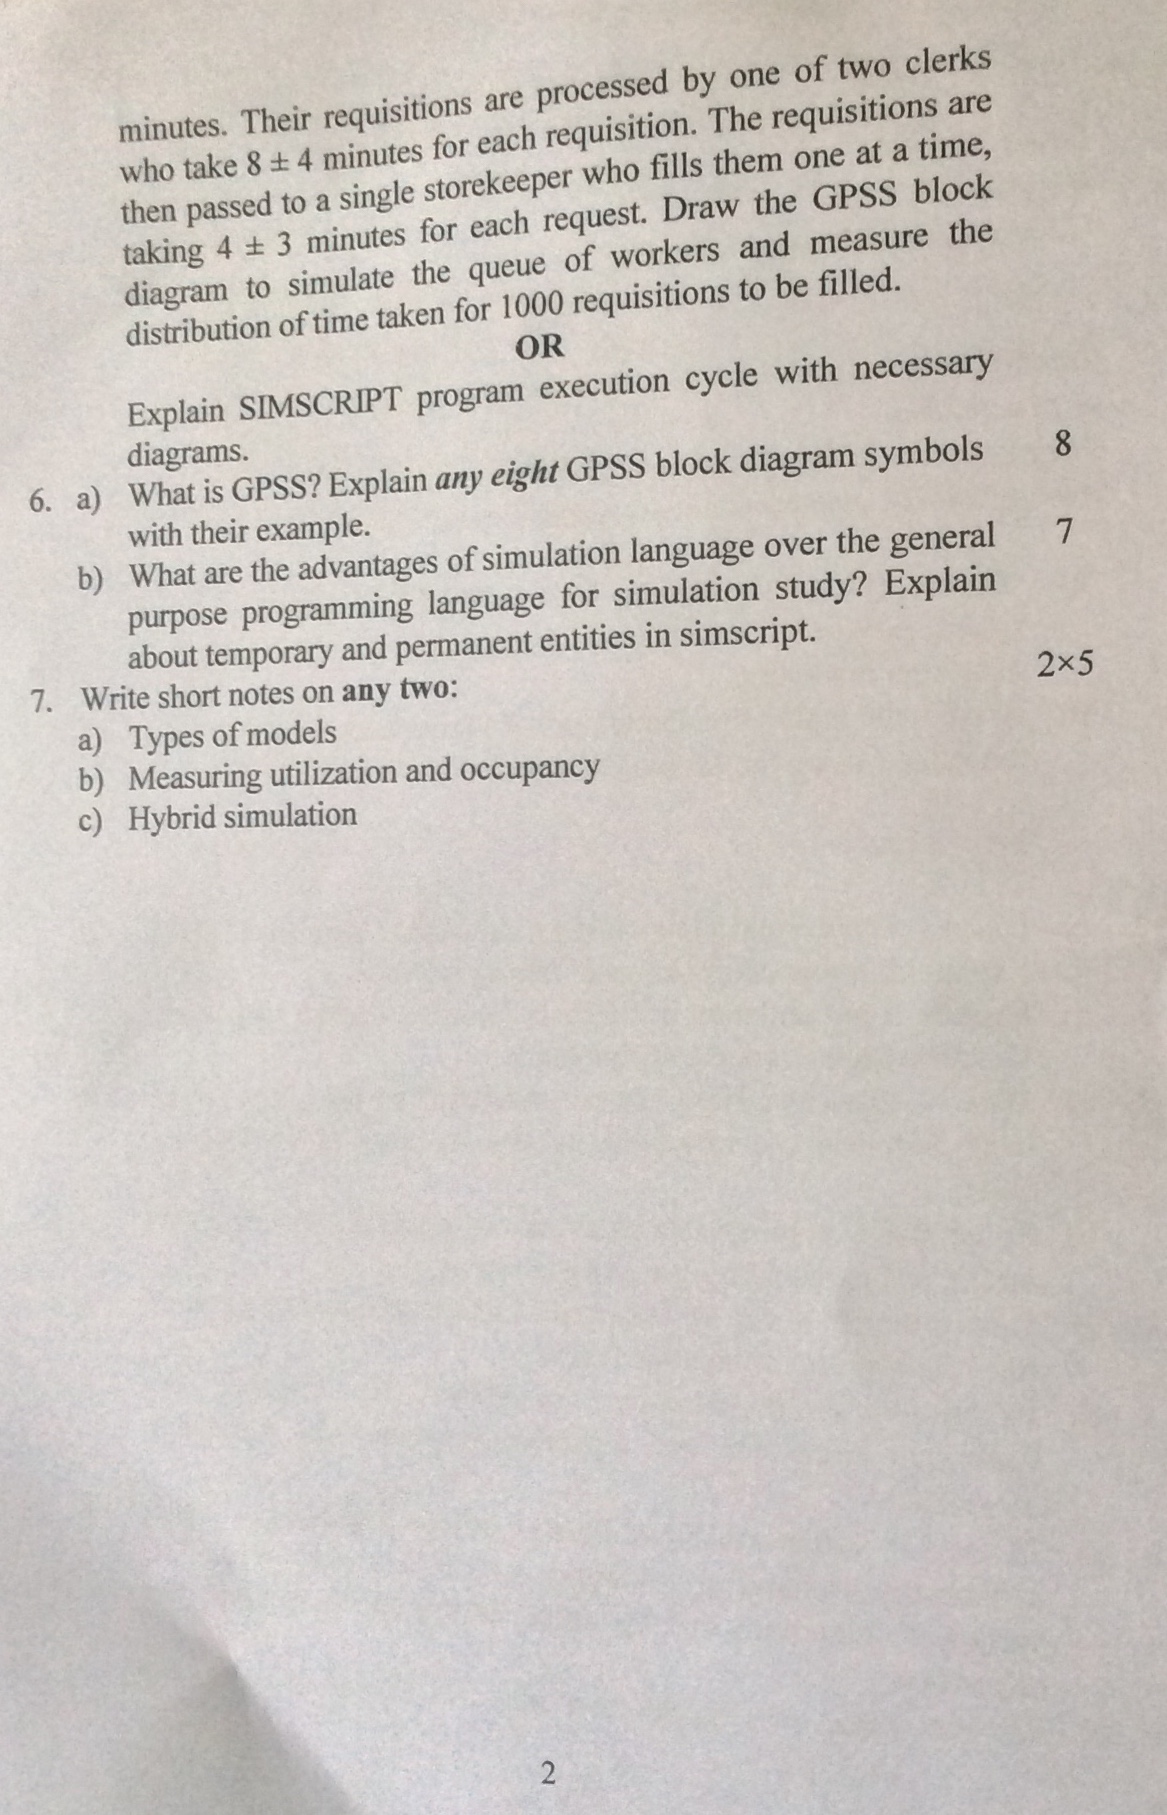 minutes. Their requisitions are processed by one of two clerks
who take 8 ± 4 minutes for each requisition. The requisitions are
then passed to a single storekeeper who fills them one at a time,
taking 4 ± 3 minutes for each request. Draw the GPSS block
diagram to simulate the queue of workers and measure the
distribution of time taken for 1000 requisitions to be filled.
OR
Explain SIMSCRIPT program execution cycle with necessary
diagrams.
6. a) What is GPSS? Explain any eight GPSS block diagram symbols 8
with their example.
b) What are the advantages of simulation language over the general 7
purpose programming language for simulation study? Explain
about temporary and permanent entities in simscript.
7. Write short notes on any two: 2×5
a) Types of models
b) Measuring utilization and occupancy
c) Hybrid simulation
2